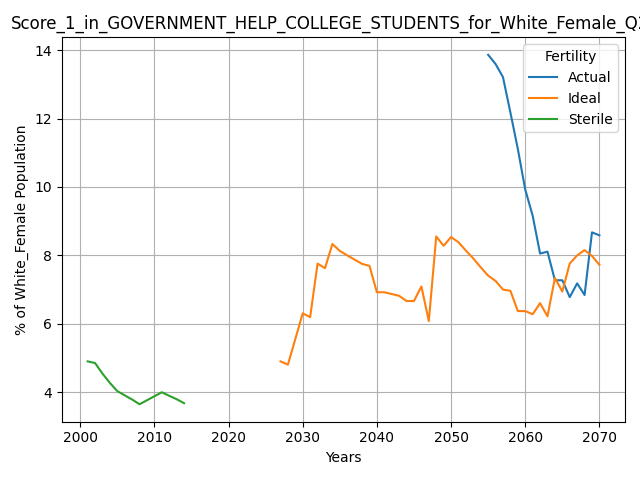 Score_1_in_GOVERNMENT_HELP_COLLEGE_STUDENTS_for_White_Female_Q
14
12
10
8
6
4
% of White_Female Population
Fertility
Actual
Ideal
Sterile
2000 2010 2020 2030 2040 2050 2060 2070
Years